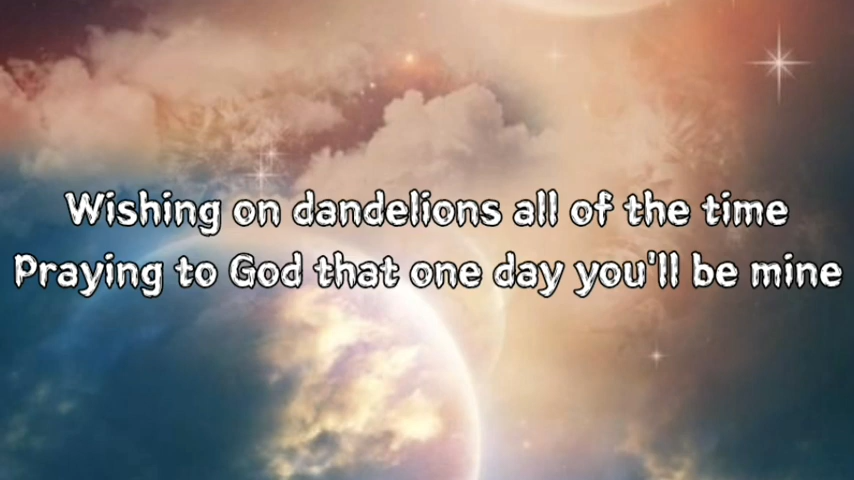 Wishing on dandelions all of the time
Praying to God that one day you'll be mine